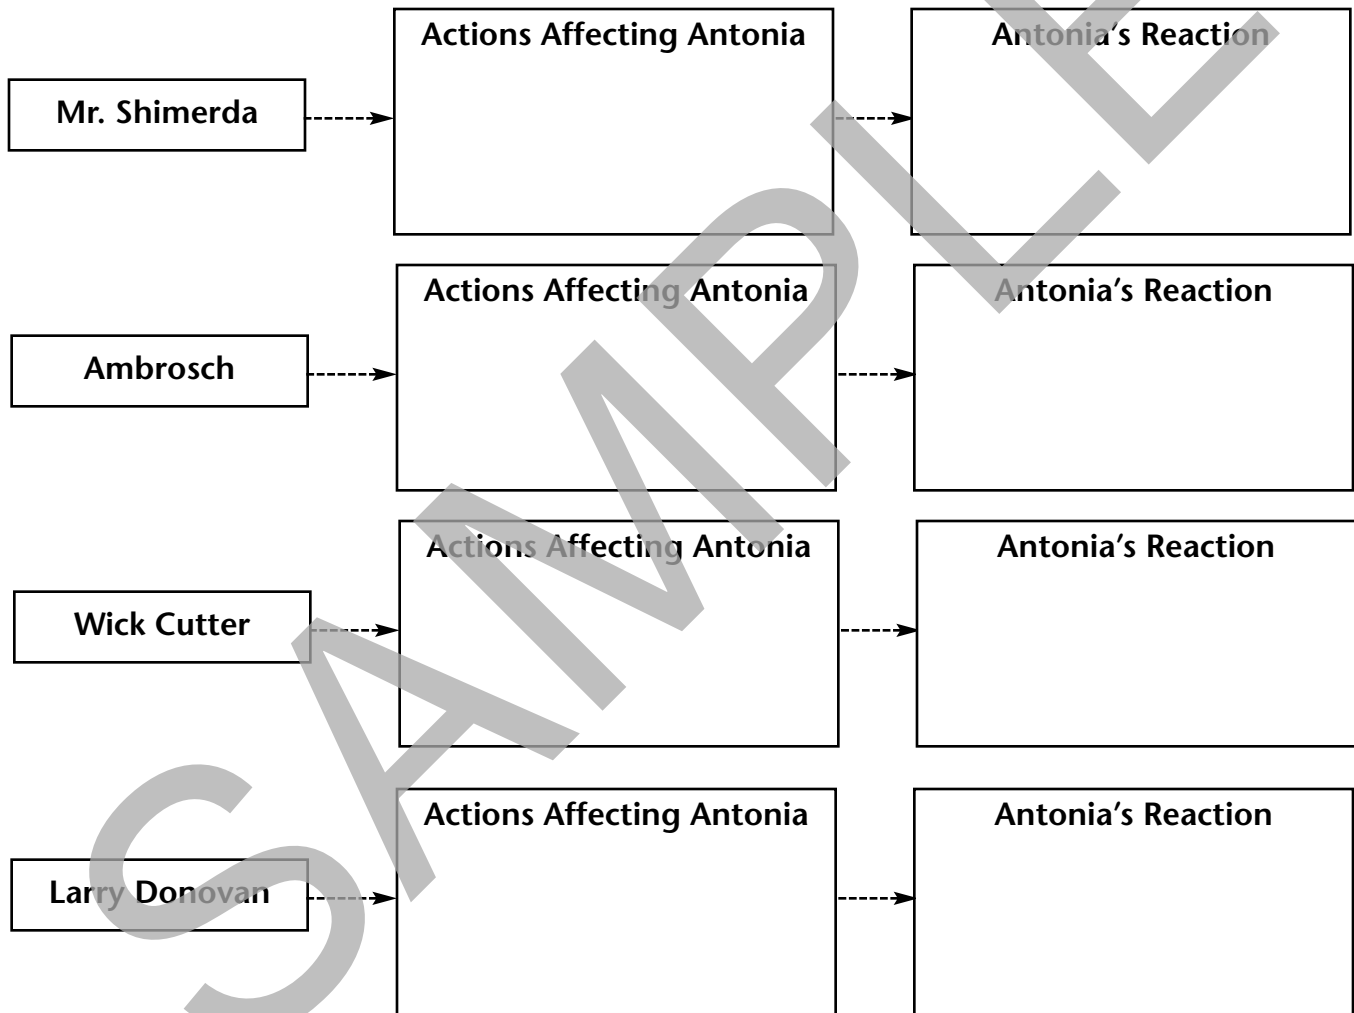 Actions Affecting Antonia
Antonia's Reaction
Mr. Shimerda
Actions Affecting Antonia
Antonia's Reaction
Ambrosch
Actions Affecting Antonia
Antonia's Reaction
Wick Cutter
Actions Affecting Antonia
Antonia's Reaction
Larry Donovan
SAMPLE